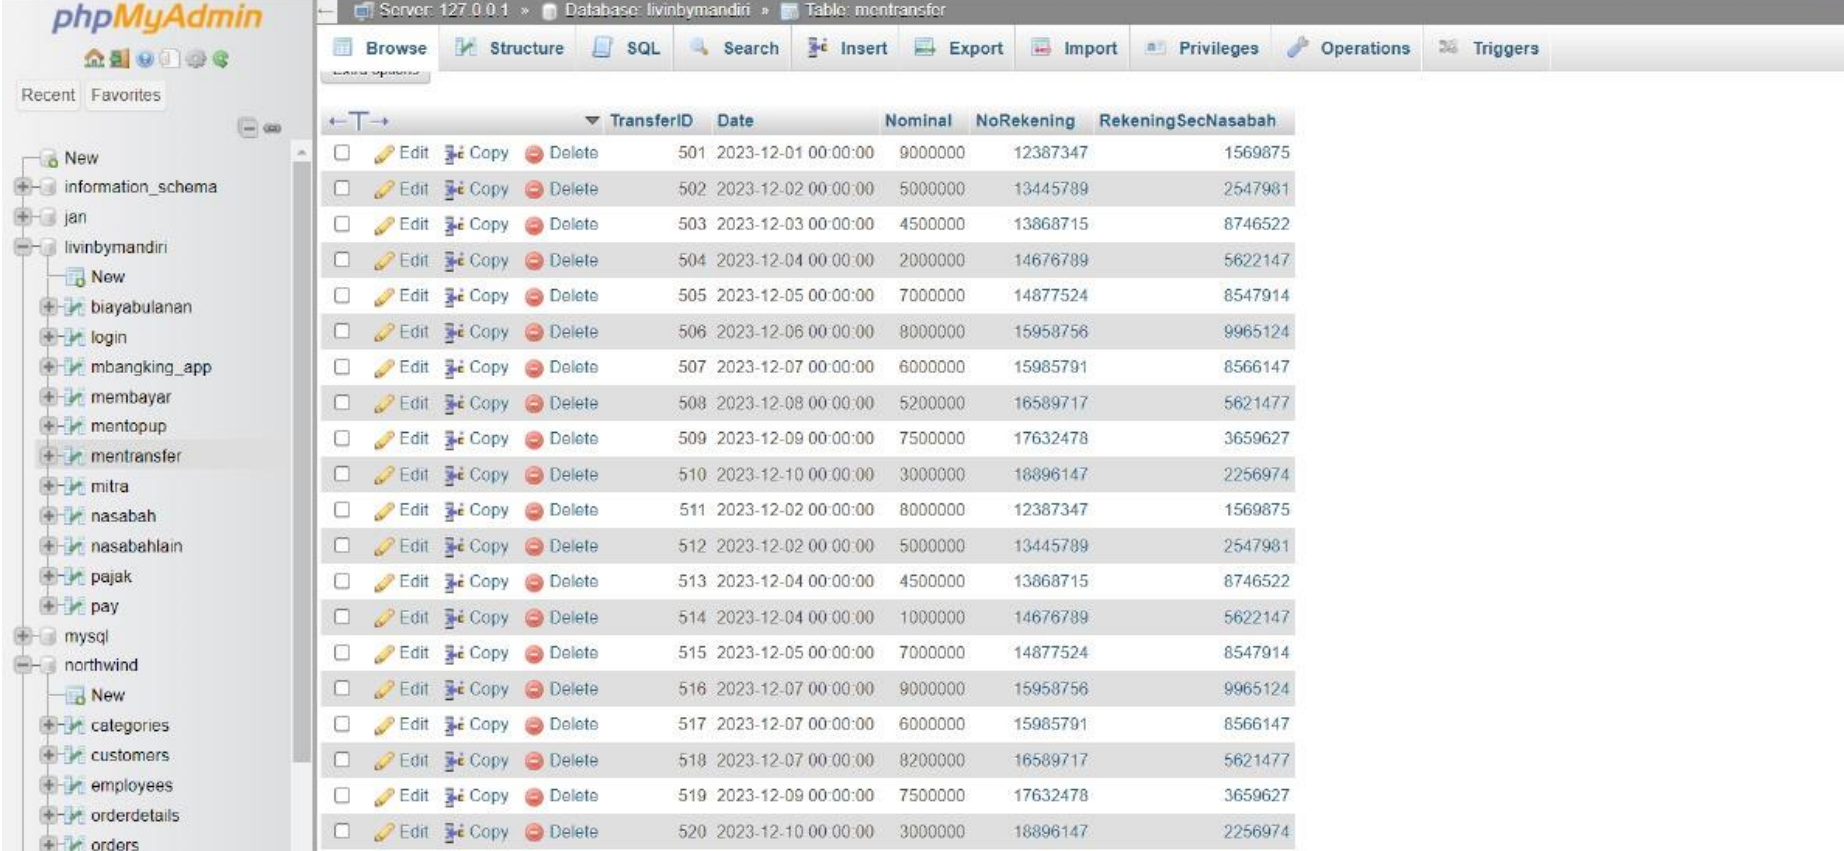 phpMyAdmin
Recent Favorites
New
information_schema
jan
livinbymandiri
New
biayabulanan
login
mbangking_app
membayar
mentopup
mentransfer
mitra
nasabah
nasabahlain
pajak
pay
mysql
northwind
New
categories
customers
employees
orderdetails
orders
Server: 127.0.0.1 » Database: livinbymandiri » Table: mentransfer
Browse Structure SQL Search Insert Export Import Privileges Operations Triggers
Extra options
TransferID Date Nominal NoRekening RekeningSecNasabah
Edit Copy Delete 501 2023-12-01 00:00:00 9000000 12387347 1569875
Edit Copy Delete 502 2023-12-02 00:00:00 5000000 13445789 2547981
Edit Copy Delete 503 2023-12-03 00:00:00 4500000 13868715 8746522
Edit Copy Delete 504 2023-12-04 00:00:00 2000000 14676789 5622147
Edit Copy Delete 505 2023-12-05 00:00:00 7000000 14877524 8547914
Edit Copy Delete 506 2023-12-06 00:00:00 8000000 15958756 9965124
Edit Copy Delete 507 2023-12-07 00:00:00 6000000 15985791 8566147
Edit Copy Delete 508 2023-12-08 00:00:00 5200000 16589717 5621477
Edit Copy Delete 509 2023-12-09 00:00:00 7500000 17632478 3659627
Edit Copy Delete 510 2023-12-10 00:00:00 3000000 18896147 2256974
Edit Copy Delete 511 2023-12-02 00:00:00 8000000 12387347 1569875
Edit Copy Delete 512 2023-12-02 00:00:00 5000000 13445789 2547981
Edit Copy Delete 513 2023-12-04 00:00:00 4500000 13868715 8746522
Edit Copy Delete 514 2023-12-04 00:00:00 1000000 14676789 5622147
Edit Copy Delete 515 2023-12-05 00:00:00 7000000 14877524 8547914
Edit Copy Delete 516 2023-12-07 00:00:00 9000000 15958756 9965124
Edit Copy Delete 517 2023-12-07 00:00:00 6000000 15985791 8566147
Edit Copy Delete 518 2023-12-07 00:00:00 8200000 16589717 5621477
Edit Copy Delete 519 2023-12-09 00:00:00 7500000 17632478 3659627
Edit Copy Delete 520 2023-12-10 00:00:00 3000000 18896147 2256974